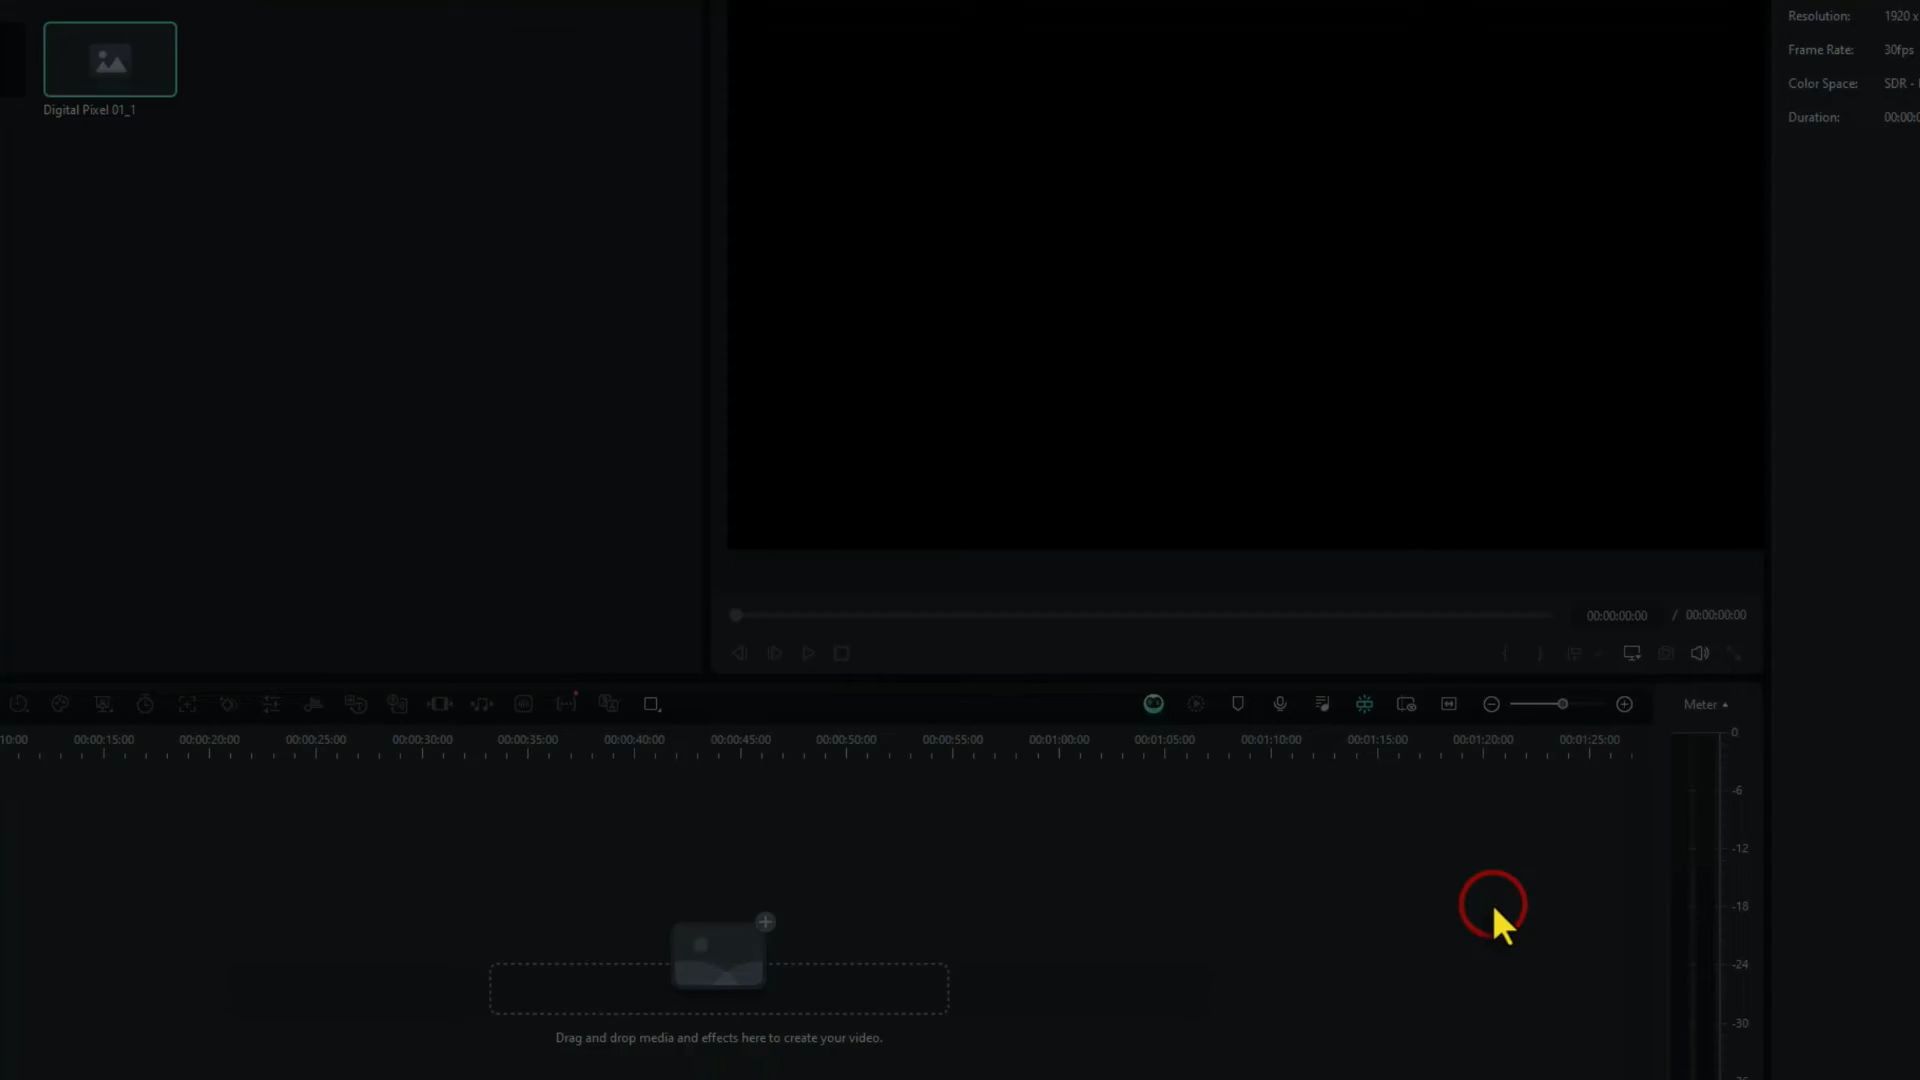 Resolution: 1920 x
Frame Rate: 30fps
Color Space: SDR -
Duration: 00:00:0
Digital Pixel 01_1
00:00:00:00 / 00:00:00:00
Meter
10:00 00:00:15:00 00:00:20:00 00:00:25:00 00:00:30:00 00:00:35:00 00:00:40:00 00:00:45:00 00:00:50:00 00:00:55:00 00:01:00:00 00:01:05:00 00:01:10:00 00:01:15:00 00:01:20:00 00:01:25:00
0
-6
-12
-18
-24
-30
Drag and drop media and effects here to create your video.